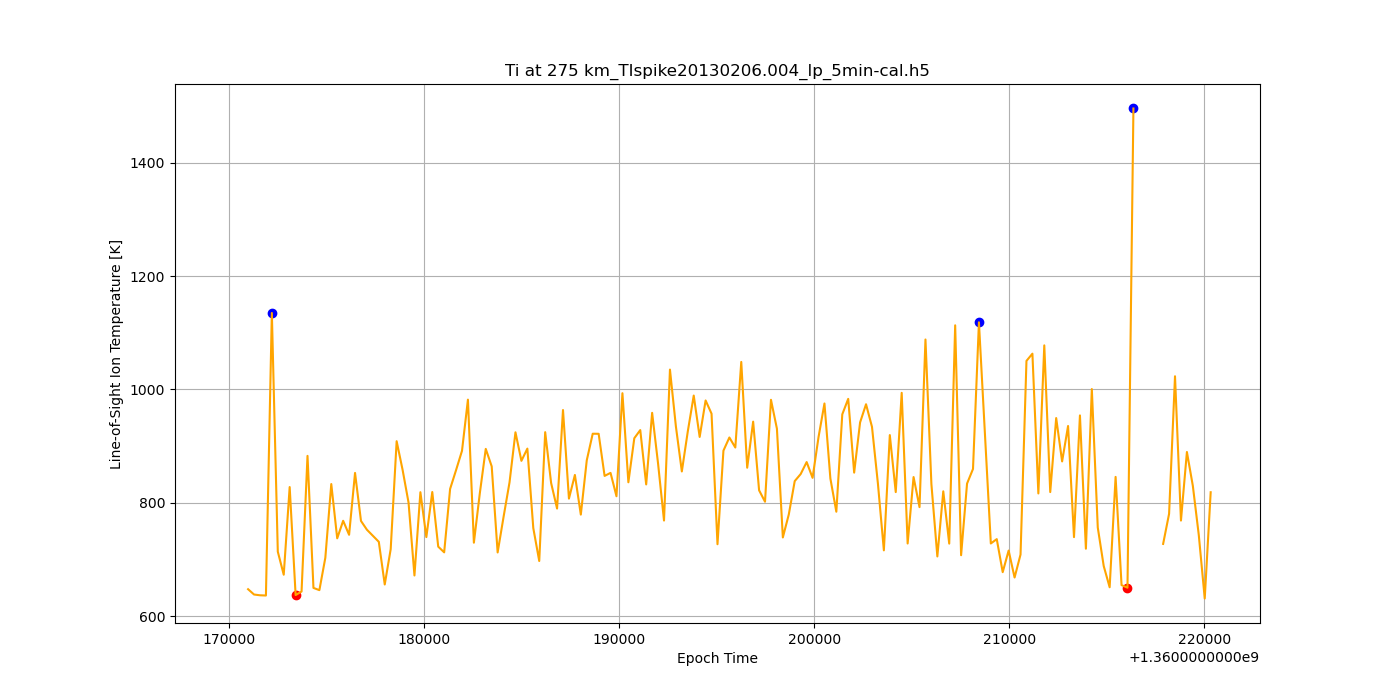 Ti at 275 km_TIspike20130206.004_lp_5min-cal.h5
Line-of-Sight Ion Temperature [K]
1400
1200
1000
800
600
170000 180000 190000 200000 210000 220000
Epoch Time
+1.3600000000e9